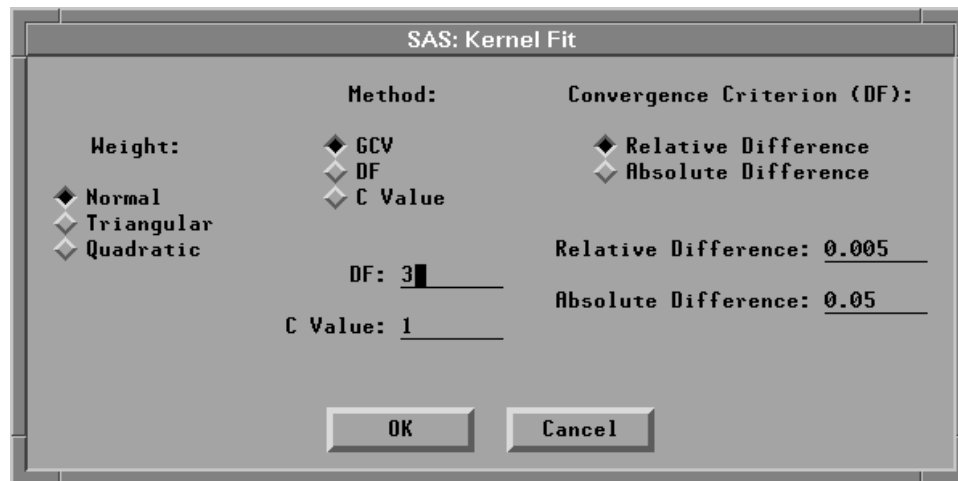 SAS: Kernel Fit
Weight:
Normal
Triangular
Quadratic
Method:
GCV
DF
C Value
DF: 3
C Value: 1
Convergence Criterion (DF):
Relative Difference
Absolute Difference
Relative Difference: 0.005
Absolute Difference: 0.05
OK
Cancel